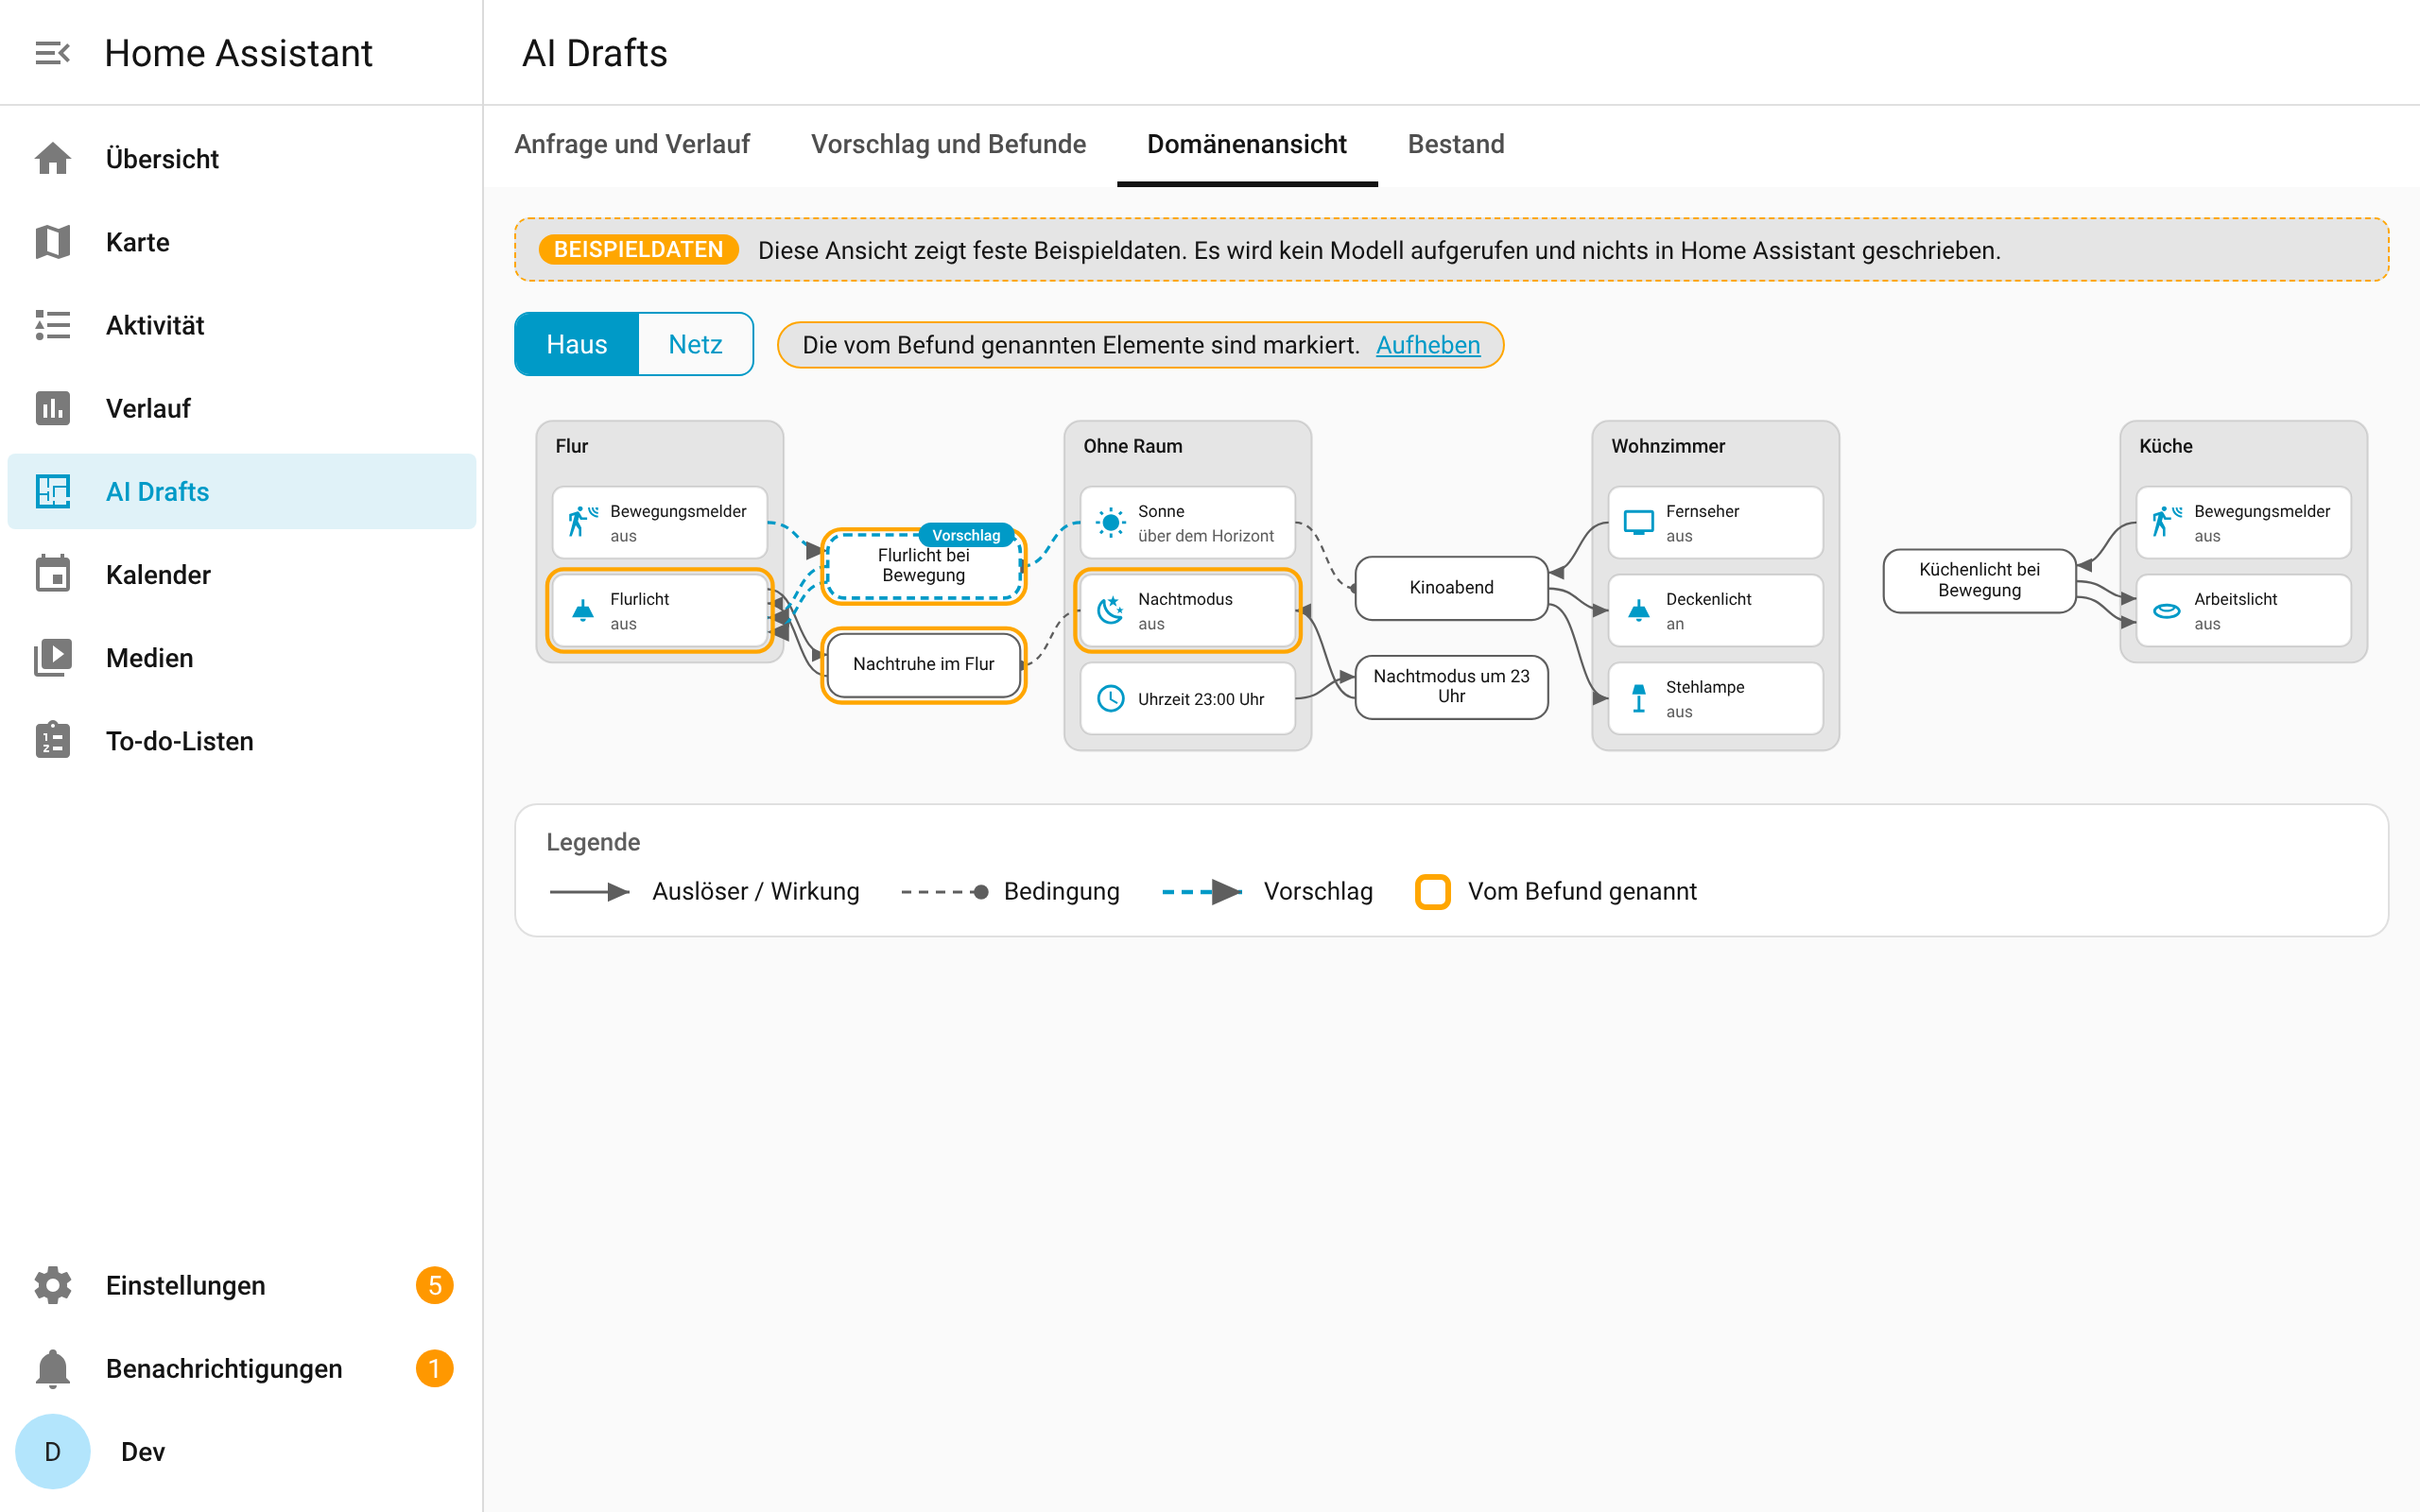 Home Assistant
AI Drafts
Übersicht
Karte
Aktivität
Verlauf
AI Drafts
Kalender
Medien
To-do-Listen
Einstellungen
5
Benachrichtigungen
1
D
Dev
Anfrage und Verlauf
Vorschlag und Befunde
Domänenansicht
Bestand
BEISPIELDATEN
Diese Ansicht zeigt feste Beispieldaten. Es wird kein Modell aufgerufen und nichts in Home Assistant geschrieben.
Haus
Netz
Die vom Befund genannten Elemente sind markiert. Aufheben
Flur
Bewegungsmelder
aus
Flurlicht
aus
Vorschlag
Flurlicht bei
Bewegung
Nachtruhe im Flur
Ohne Raum
Sonne
über dem Horizont
Nachtmodus
aus
Uhrzeit 23:00 Uhr
Kinoabend
Nachtmodus um 23
Uhr
Wohnzimmer
Fernseher
aus
Deckenlicht
an
Stehlampe
aus
Küchenlicht bei
Bewegung
Küche
Bewegungsmelder
aus
Arbeitslicht
aus
Legende
Auslöser / Wirkung
Bedingung
Vorschlag
Vom Befund genannt